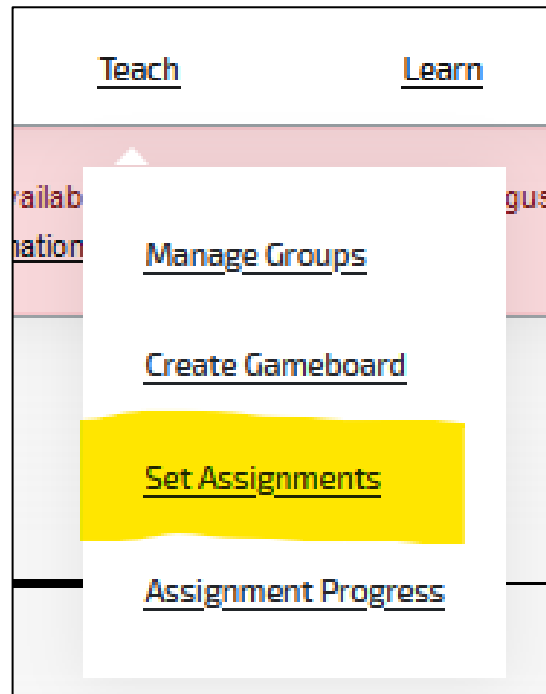 Teach Learn
Manage Groups
Create Gameboard
Set Assignments
Assignment Progress